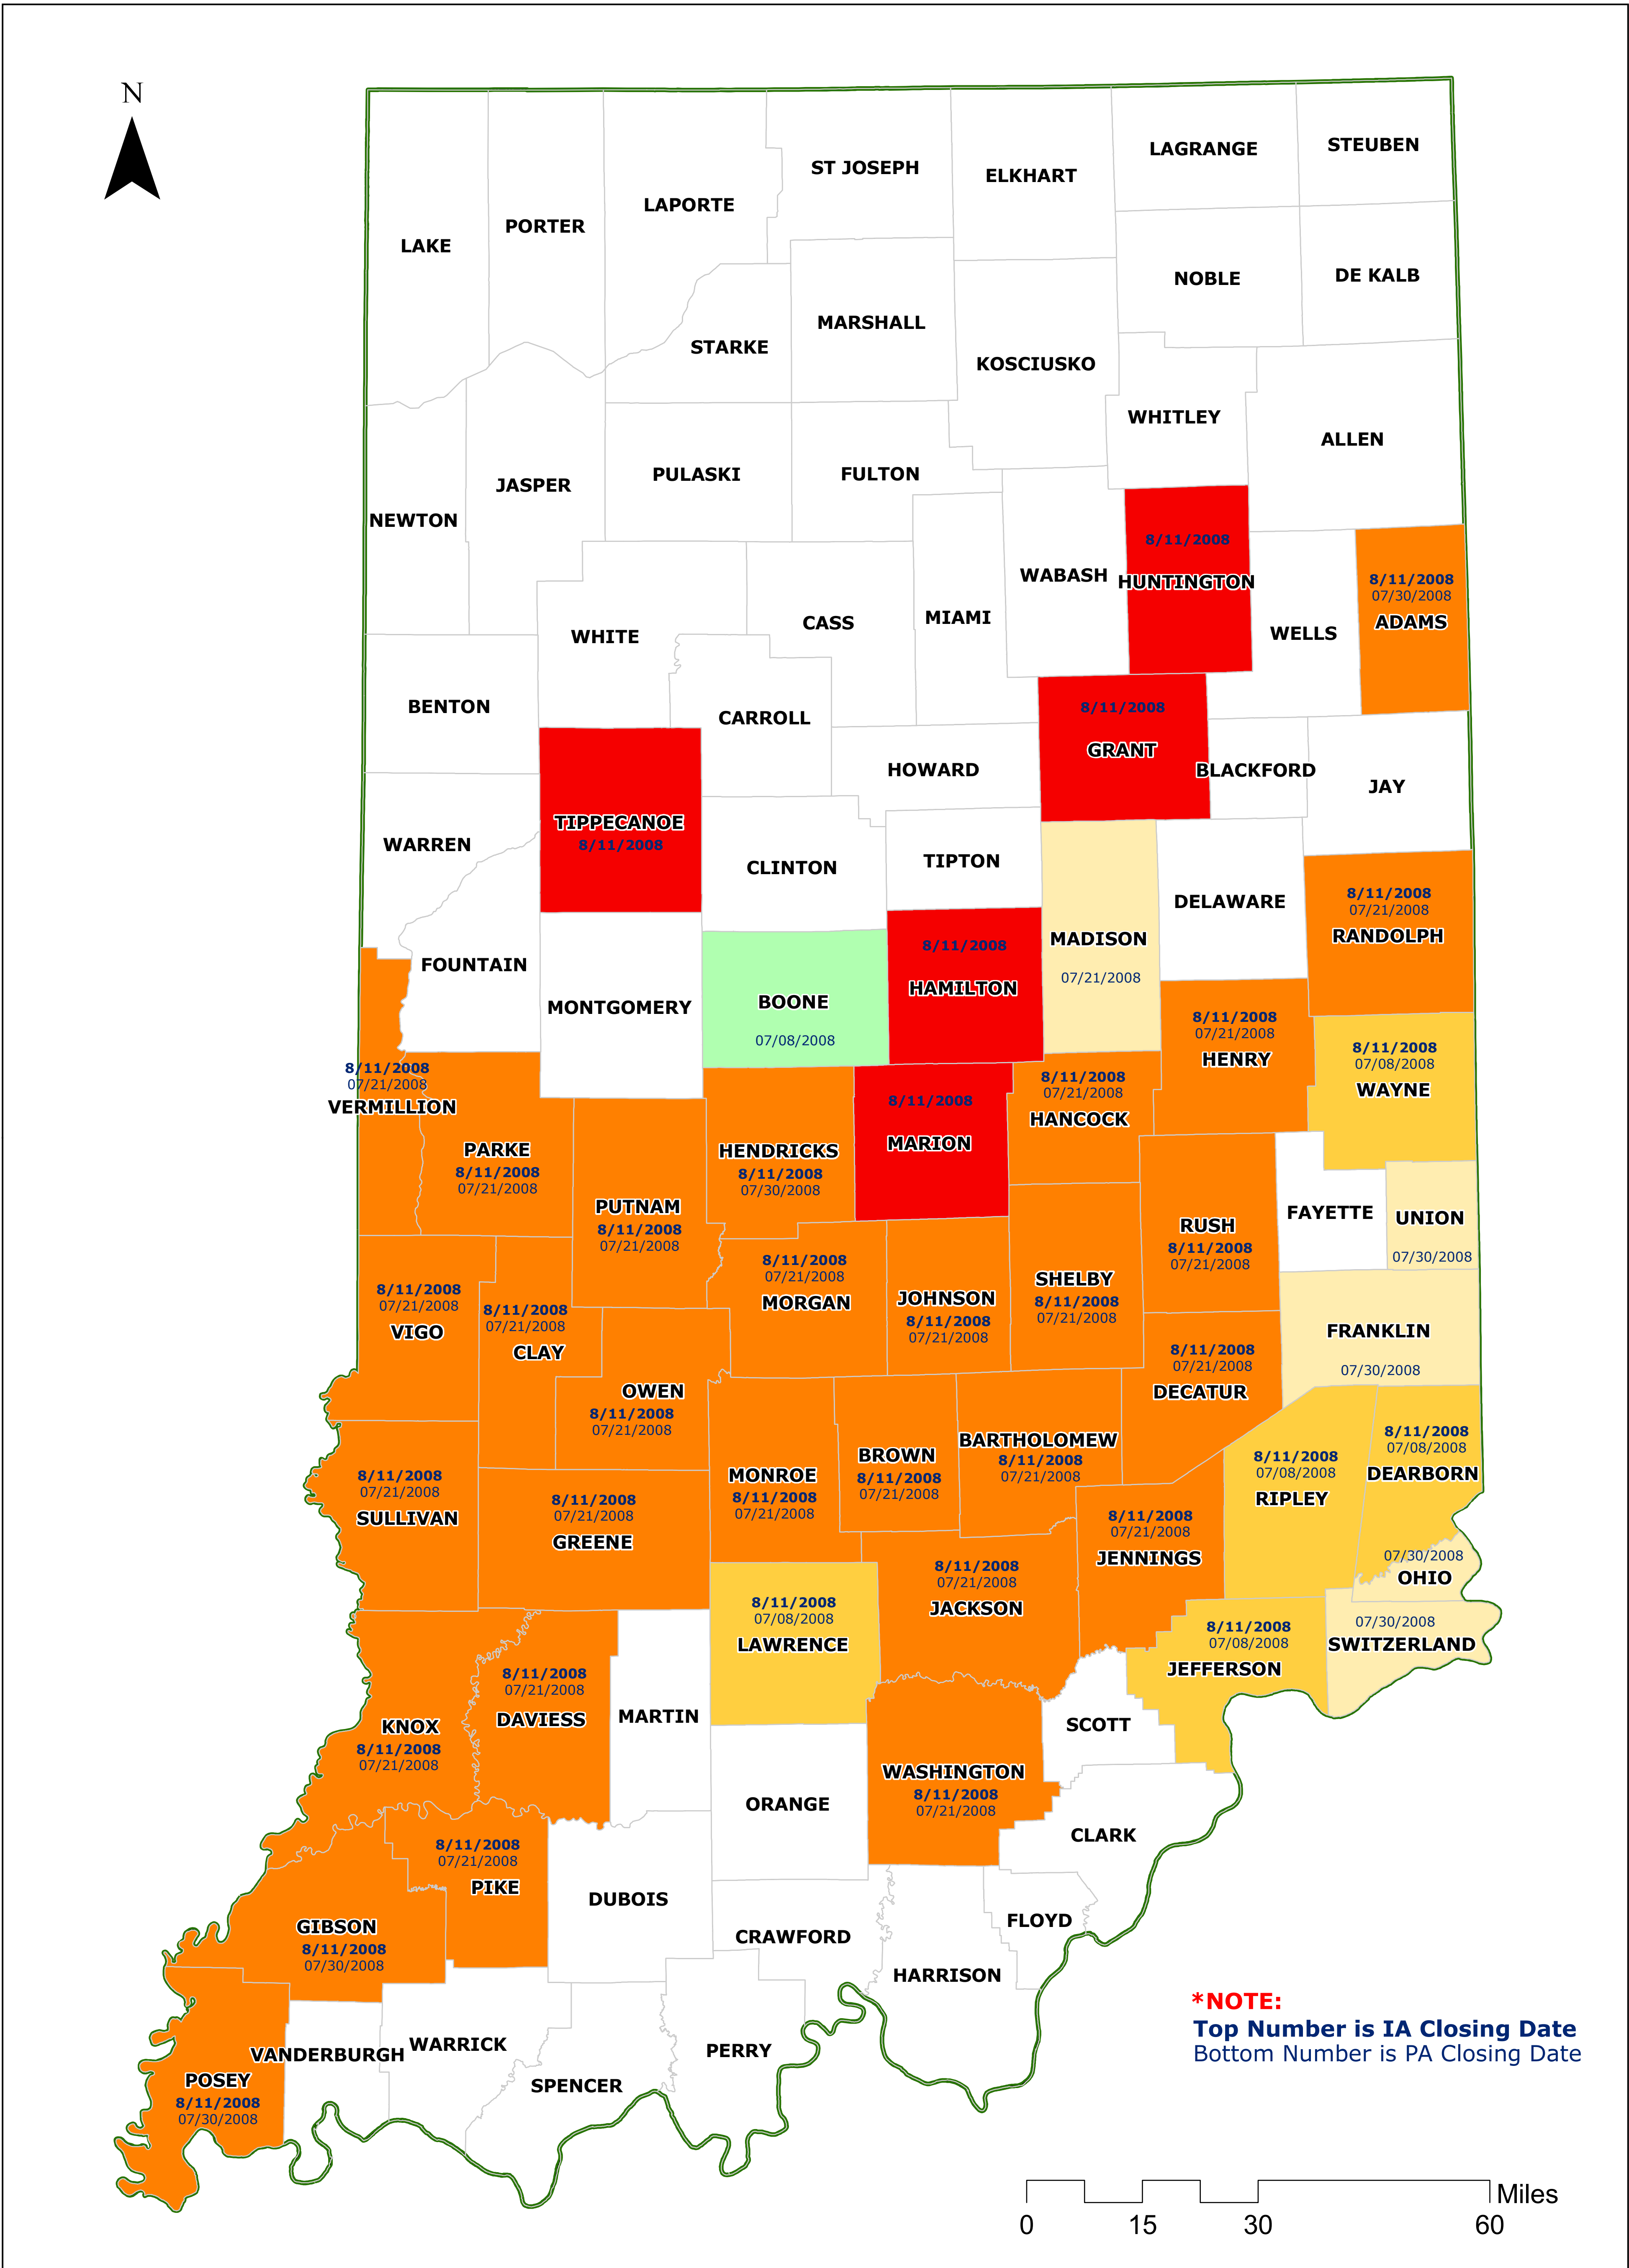 N
LAKE
PORTER
LAPORTE
ST JOSEPH
ELKHART
LAGRANGE
STEUBEN
NOBLE
DE KALB
STARKE
MARSHALL
KOSCIUSKO
WHITLEY
ALLEN
NEWTON
JASPER
PULASKI
FULTON
WHITE
CASS
MIAMI
WABASH
8/11/2008
HUNTINGTON
WELLS
8/11/2008
07/30/2008
ADAMS
BENTON
CARROLL
HOWARD
8/11/2008
GRANT
BLACKFORD
JAY
WARREN
TIPPECANOE
8/11/2008
CLINTON
TIPTON
MADISON
07/21/2008
DELAWARE
8/11/2008
07/21/2008
RANDOLPH
FOUNTAIN
MONTGOMERY
BOONE
07/08/2008
8/11/2008
HAMILTON
8/11/2008
07/21/2008
HENRY
8/11/2008
07/08/2008
WAYNE
8/11/2008
07/21/2008
VERMILLION
PARKE
8/11/2008
07/21/2008
PUTNAM
8/11/2008
07/21/2008
HENDRICKS
8/11/2008
07/30/2008
8/11/2008
MARION
8/11/2008
07/21/2008
HANCOCK
RUSH
8/11/2008
07/21/2008
FAYETTE
UNION
07/30/2008
8/11/2008
07/21/2008
VIGO
8/11/2008
07/21/2008
CLAY
8/11/2008
07/21/2008
MORGAN
JOHNSON
8/11/2008
07/21/2008
SHELBY
8/11/2008
07/21/2008
8/11/2008
07/21/2008
DECATUR
FRANKLIN
07/30/2008
OWEN
8/11/2008
07/21/2008
8/11/2008
07/21/2008
SULLIVAN
8/11/2008
07/21/2008
GREENE
MONROE
8/11/2008
07/21/2008
BROWN
8/11/2008
07/21/2008
BARTHOLOMEW
8/11/2008
07/21/2008
8/11/2008
07/21/2008
JENNINGS
8/11/2008
07/08/2008
RIPLEY
8/11/2008
07/08/2008
DEARBORN
07/30/2008
OHIO
07/30/2008
SWITZERLAND
8/11/2008
07/08/2008
JEFFERSON
8/11/2008
07/21/2008
JACKSON
8/11/2008
07/08/2008
LAWRENCE
KNOX
8/11/2008
07/21/2008
8/11/2008
07/21/2008
DAVIESS
MARTIN
ORANGE
WASHINGTON
8/11/2008
07/21/2008
SCOTT
CLARK
8/11/2008
07/21/2008
PIKE
DUBOIS
CRAWFORD
FLOYD
HARRISON
GIBSON
8/11/2008
07/30/2008
POSEY
8/11/2008
07/30/2008
VANDERBURGH
WARRICK
SPENCER
PERRY
*NOTE:
Top Number is IA Closing Date
Bottom Number is PA Closing Date
Miles
0 15 30 60